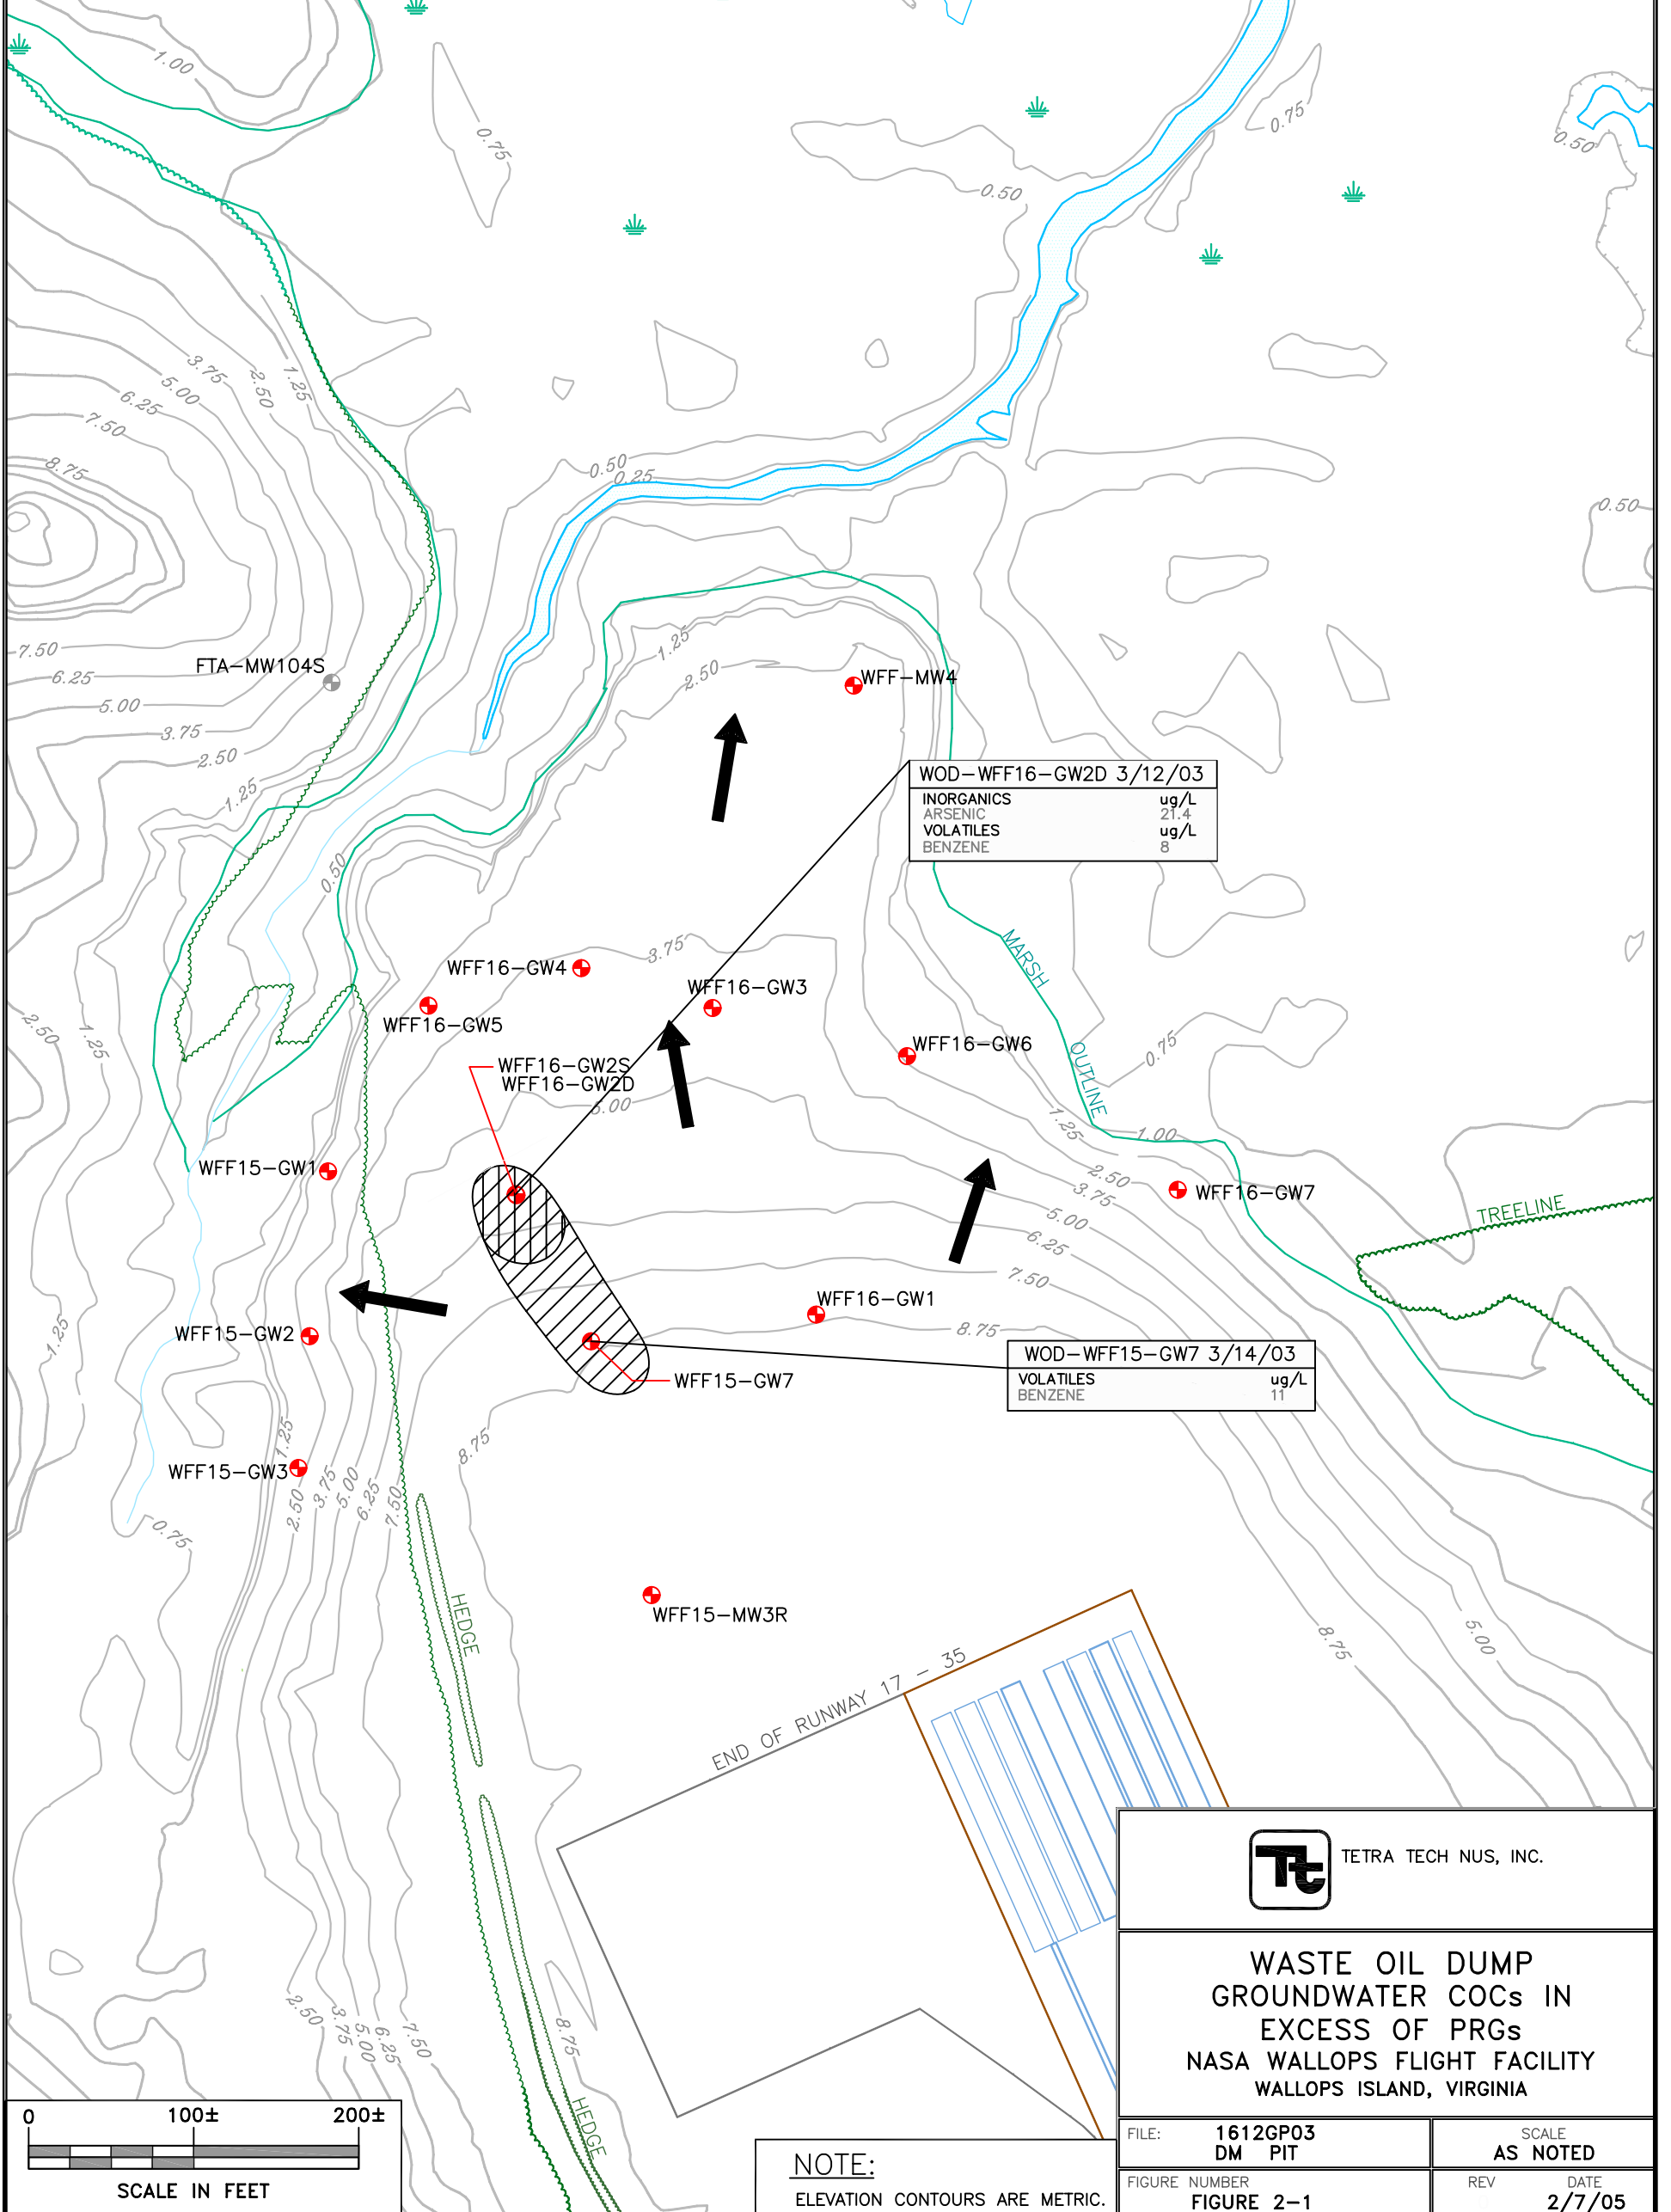 1.00
0.75
0.75
0.50
0.50
3.75
1.25
2.50
5.00
6.25
7.50
8.75
0.50
0.25
0.50
1.25
7.50
FTA-MW104S
6.25
2.50
WFF-MW4
5.00
3.75
2.50
WOD-WFF16-GW2D 3/12/03
INORGANICS ug/L
ARSENIC 21.4
VOLATILES ug/L
BENZENE 8
1.25
0.50
3.75
MARSH
WFF16-GW4
WFF16-GW3
2.50
1.25
WFF16-GW5
WFF16-GW6
0.75
OUTLINE
WFF16-GW2S
WFF16-GW2D
5.00
1.25
1.00
WFF15-GW1
2.50
3.75
WFF16-GW7
5.00
TREELINE
6.25
7.50
WFF16-GW1
1.25
WFF15-GW2
8.75
WOD-WFF15-GW7 3/14/03
VOLATILES ug/L
BENZENE 11
WFF15-GW7
8.75
1.25
WFF15-GW3
2.50
3.75
5.00
6.25
7.50
0.75
HEDGE
WFF15-MW3R
8.75
5.00
END OF RUNWAY 17 - 35
TETRA TECH NUS, INC.
WASTE OIL DUMP
GROUNDWATER COCs IN
EXCESS OF PRGs
NASA WALLOPS FLIGHT FACILITY
WALLOPS ISLAND, VIRGINIA
2.50
3.75
5.00
6.25
7.50
8.75
HEDGE
0 100± 200±
SCALE IN FEET
NOTE:
ELEVATION CONTOURS ARE METRIC.
FILE: 1612GP03
DM PIT
SCALE
AS NOTED
FIGURE NUMBER
FIGURE 2-1
REV DATE
2/7/05